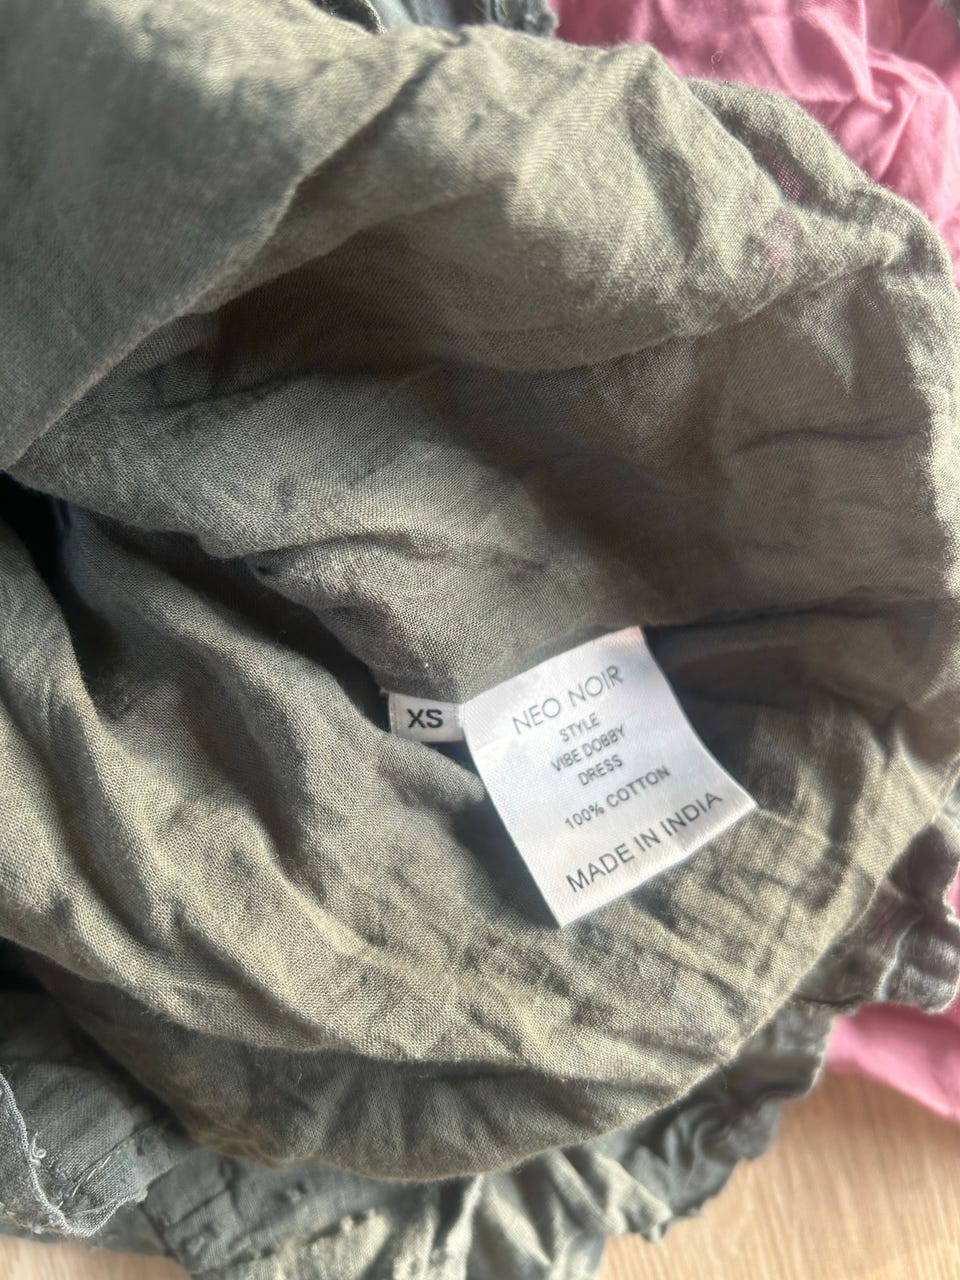 XS
NEO NOIR
STYLE
VIBE DOBBY
DRESS
100% COTTON
MADE IN INDIA